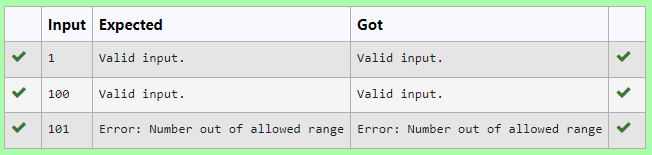 Input Expected Got
1 Valid input. Valid input.
100 Valid input. Valid input.
101 Error: Number out of allowed range Error: Number out of allowed range